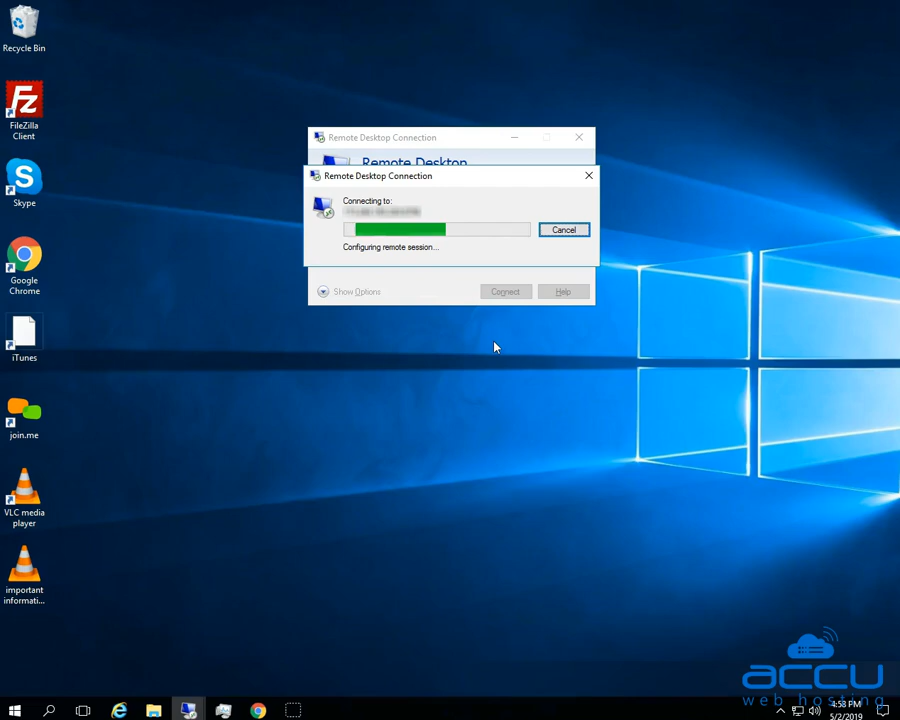 Recycle Bin
FileZilla
Client
Skype
Google
Chrome
iTunes
join.me
VLC media
player
important
informati...
Remote Desktop Connection
Remote Desktop
Remote Desktop Connection
Connecting to:
Cancel
Configuring remote session...
Show Options
Connect
Help
accu
web hosting
4:53 PM
5/2/2019